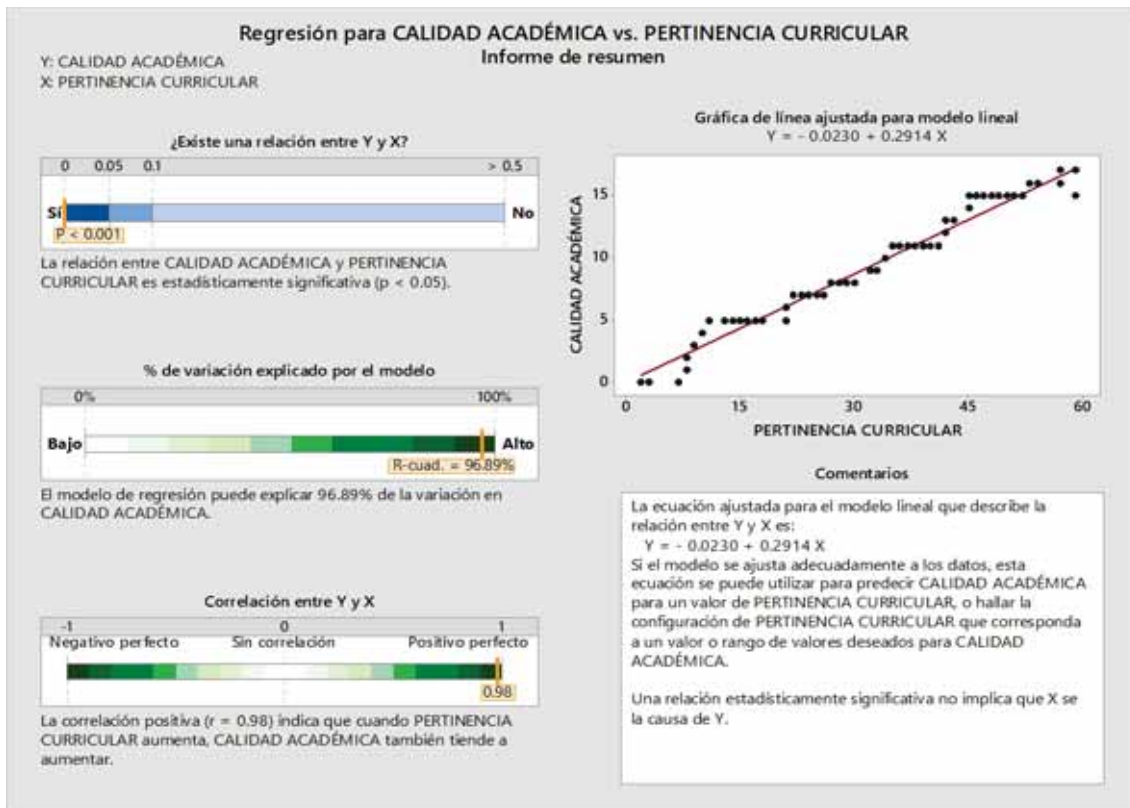 Regresión para CALIDAD ACADÉMICA vs. PERTINENCIA CURRICULAR
Informe de resumen
Y: CALIDAD ACADÉMICA
X: PERTINENCIA CURRICULAR
¿Existe una relación entre Y y X?
0 0.05 0.1 > 0.5
Sí No
P < 0.001
La relación entre CALIDAD ACADÉMICA y PERTINENCIA
CURRICULAR es estadísticamente significativa (p < 0.05).
% de variación explicado por el modelo
0% 100%
Bajo Alto
R-cuad. = 96.89%
El modelo de regresión puede explicar 96.89% de la variación en
CALIDAD ACADÉMICA.
Correlación entre Y y X
-1 0 1
Negativo perfecto Sin correlación Positivo perfecto
0.98
La correlación positiva (r = 0.98) indica que cuando PERTINENCIA
CURRICULAR aumenta, CALIDAD ACADÉMICA también tiende a
aumentar.
Gráfica de línea ajustada para modelo lineal
Y = - 0.0230 + 0.2914 X
CALIDAD ACADÉMICA
15
10
5
0
0 15 30 45 60
PERTINENCIA CURRICULAR
Comentarios
La ecuación ajustada para el modelo lineal que describe la
relación entre Y y X es:
Y = - 0.0230 + 0.2914 X
Si el modelo se ajusta adecuadamente a los datos, esta
ecuación se puede utilizar para predecir CALIDAD ACADÉMICA
para un valor de PERTINENCIA CURRICULAR, o hallar la
configuración de PERTINENCIA CURRICULAR que corresponda
a un valor o rango de valores deseados para CALIDAD
ACADÉMICA.
Una relación estadísticamente significativa no implica que X se
la causa de Y.